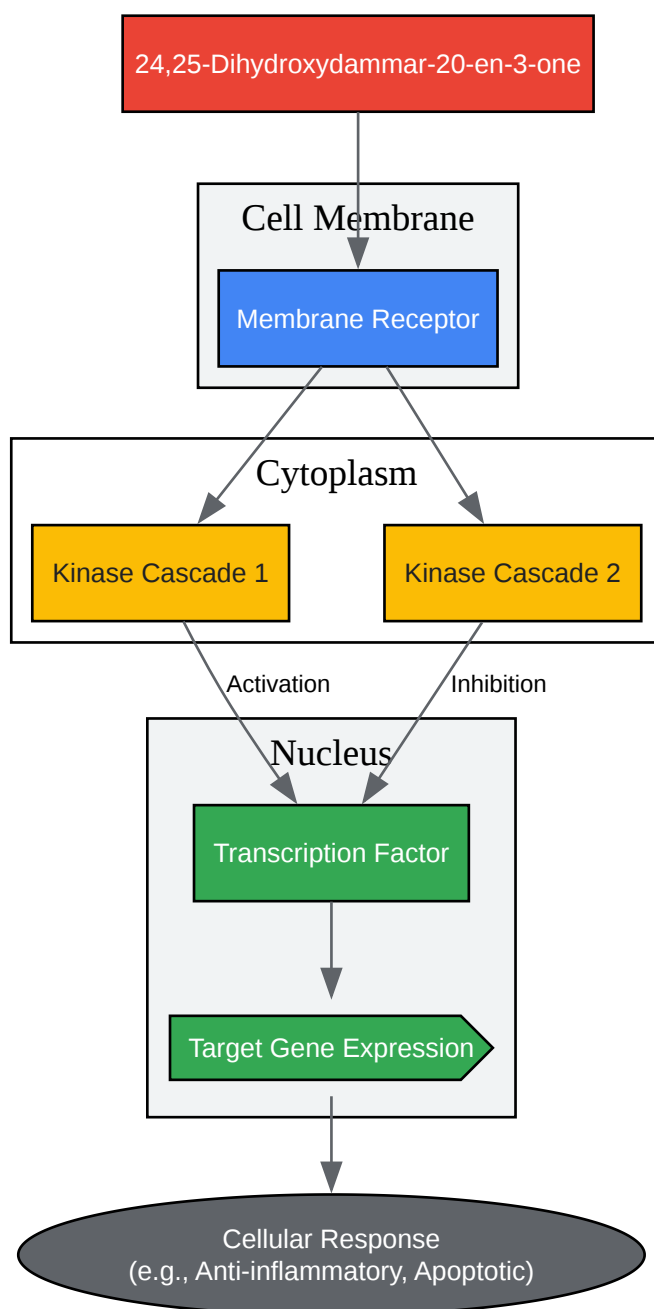 24,25-Dihydroxydammar-20-en-3-one
Cell Membrane
Membrane Receptor
Cytoplasm
Kinase Cascade 1
Kinase Cascade 2
Activation
Inhibition
Nucleus
Transcription Factor
Target Gene Expression
Cellular Response
(e.g., Anti-inflammatory, Apoptotic)